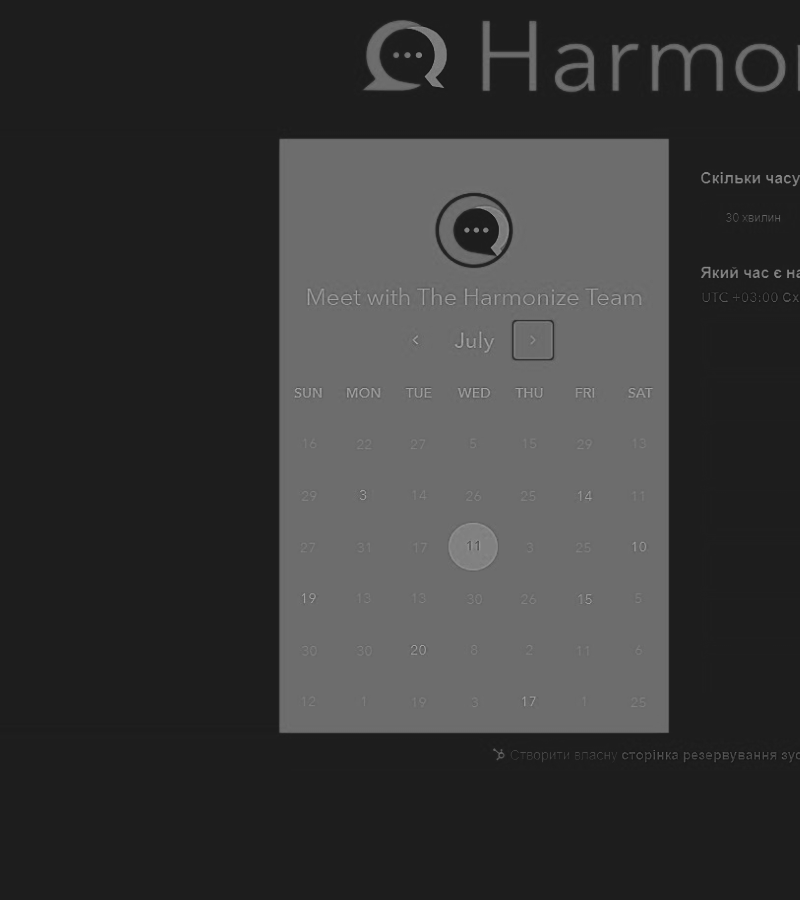 Harmo
Meet with The Harmonize Team
July
SUN MON TUE WED THU FRI SAT
16 22 27 5 15 29 13
29 3 14 26 25 14 11
27 31 17 11 3 25 10
19 13 13 30 26 15 5
30 30 20 8 2 11 6
12 1 19 3 17 1 25
Скільки часу
30 хвилин
Який час є на
UTC +03:00 Сх
Створити власну сторінка резервування зус